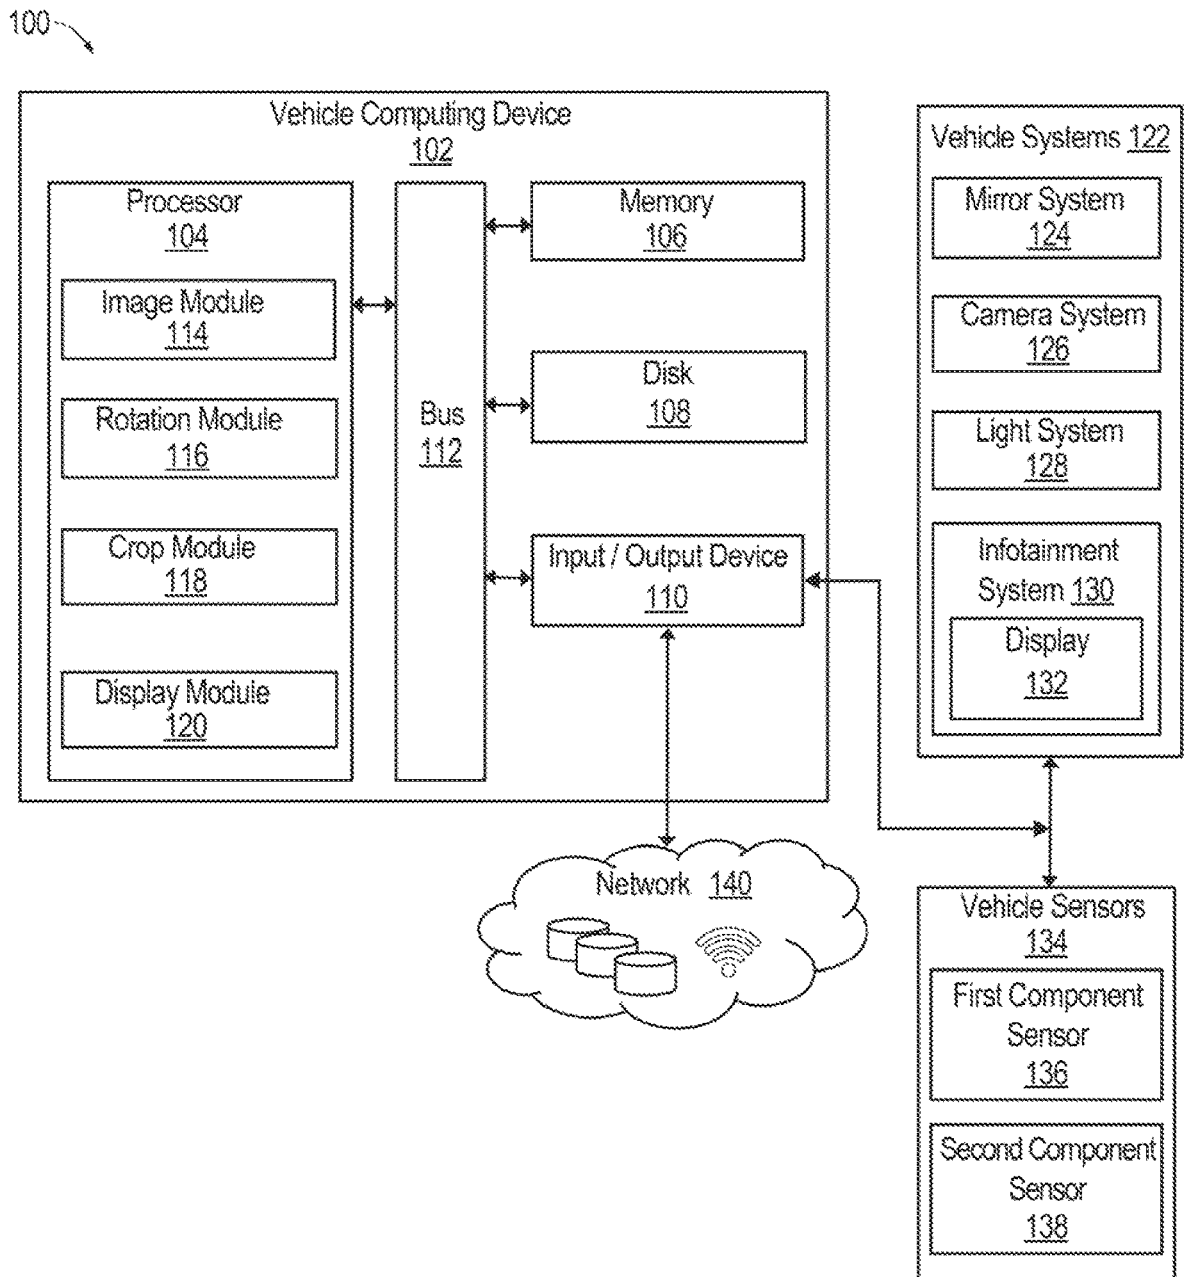 100
Vehicle Computing Device
102
Processor
104
Image Module
114
Rotation Module
116
Crop Module
118
Display Module
120
Bus
112
Memory
106
Disk
108
Input / Output Device
110
Network 140
Vehicle Systems 122
Mirror System
124
Camera System
126
Light System
128
Infotainment
System 130
Display
132
Vehicle Sensors
134
First Component
Sensor
136
Second Component
Sensor
138